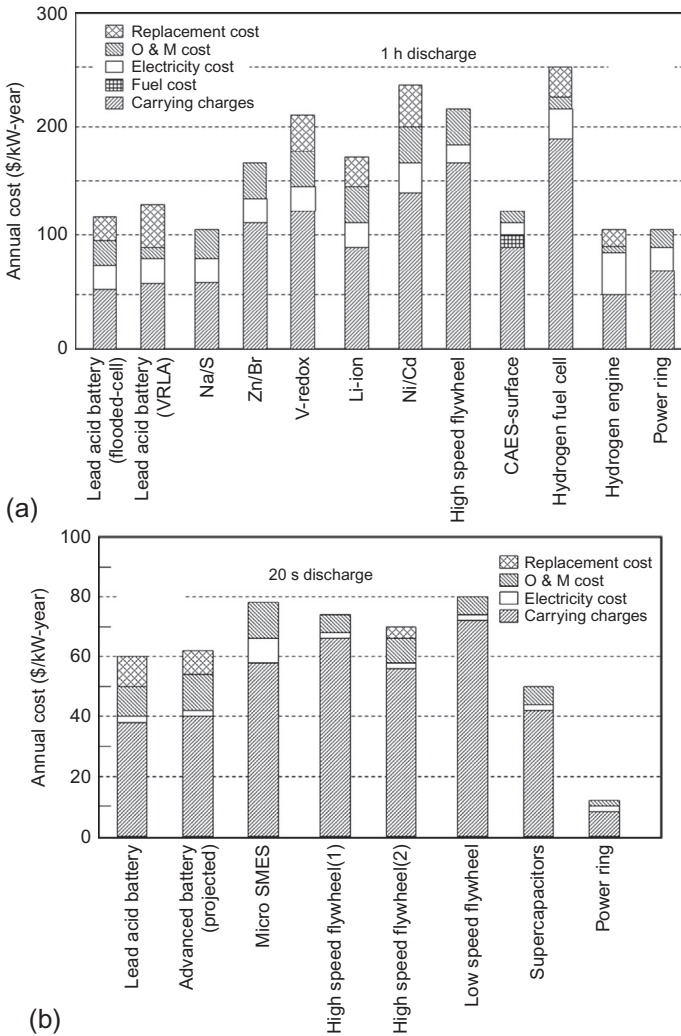 300
Replacement cost
O & M cost
1 h discharge
Electricity cost
Fuel cost
Carrying charges
200
100
0
Annual cost ($/kW-year)
Lead acid battery
(flooded-cell)
Lead acid battery
(VRLA)
Na/S
Zn/Br
V-redox
Li-ion
Ni/Cd
High speed flywheel
CAES-surface
Hydrogen fuel cell
Hydrogen engine
Power ring
(a)
100
Replacement cost
20 s discharge
O & M cost
Electricity cost
Carrying charges
80
60
40
20
0
Annual cost ($/kW-year)
Lead acid battery
Advanced battery
(projected)
Micro SMES
High speed flywheel(1)
High speed flywheel(2)
Low speed flywheel
Supercapacitors
Power ring
(b)